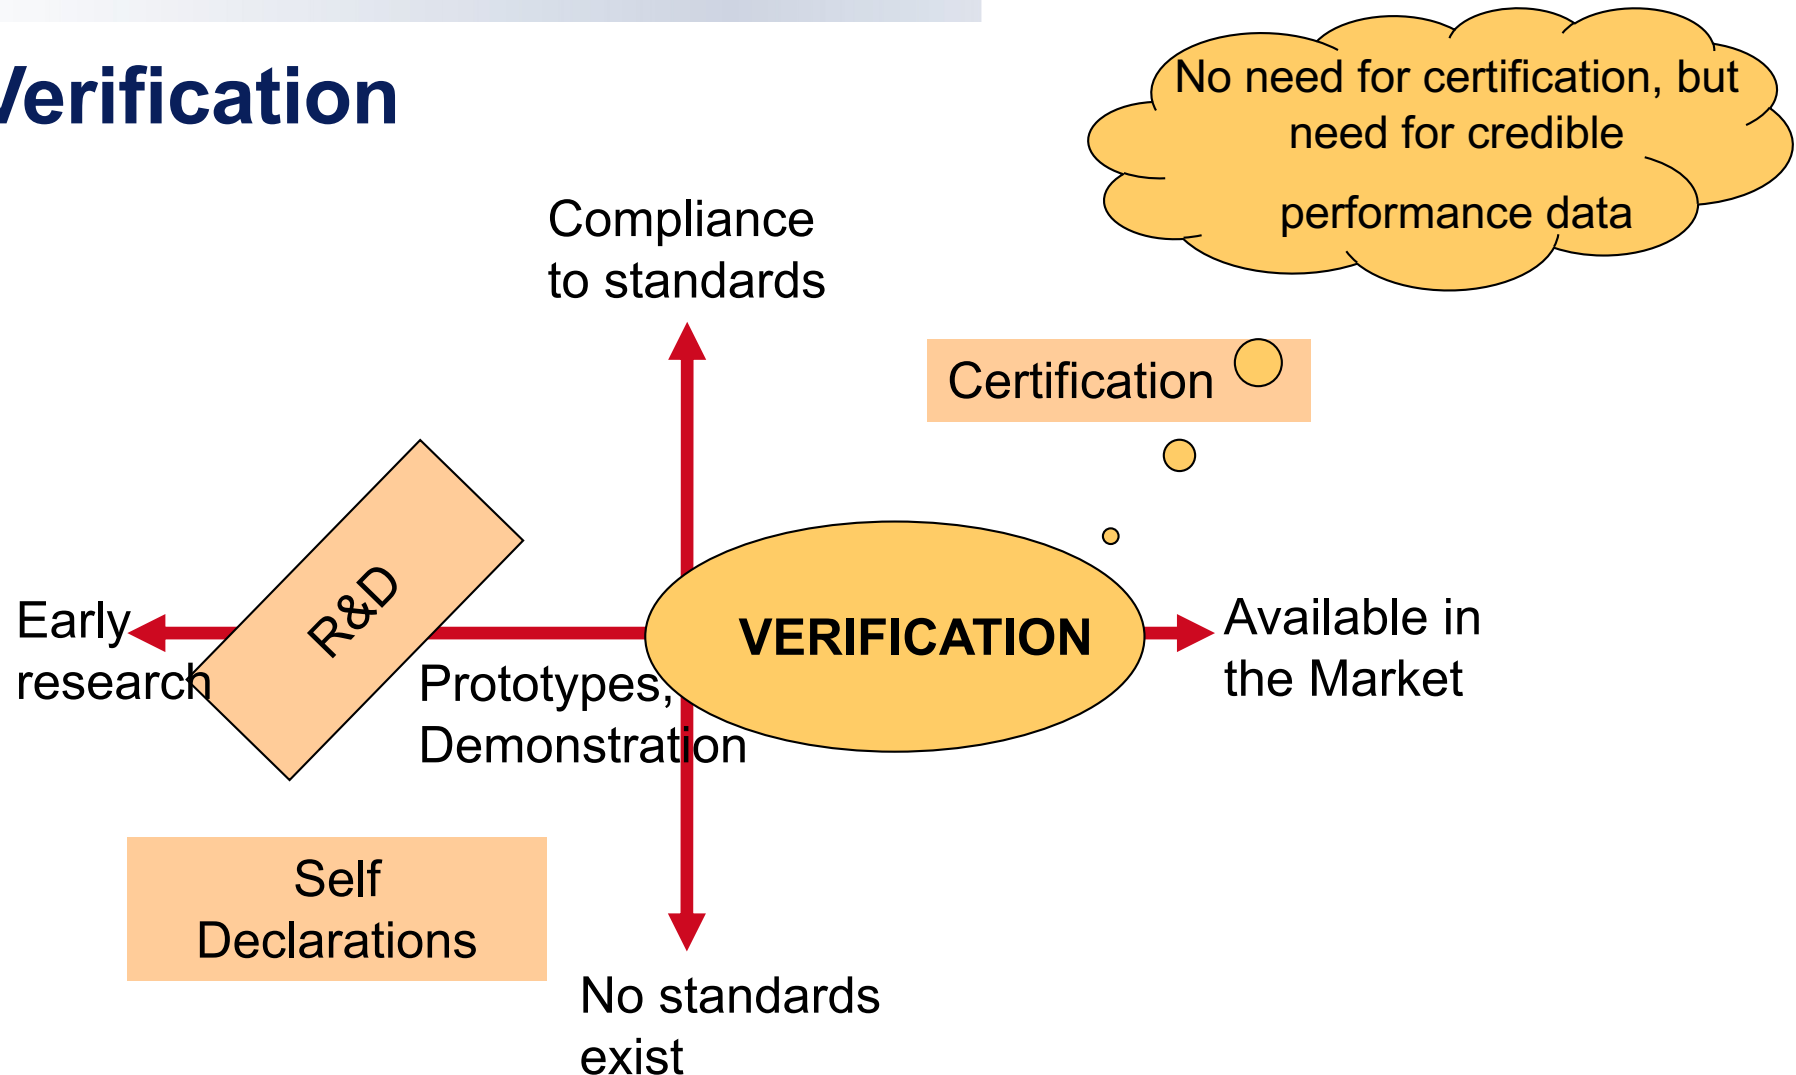 Verification
No need for certification, but
need for credible
performance data
Compliance
to standards
Certification
R&D
Early
research
VERIFICATION
Available in
the Market
Prototypes,
Demonstration
Self
Declarations
No standards
exist